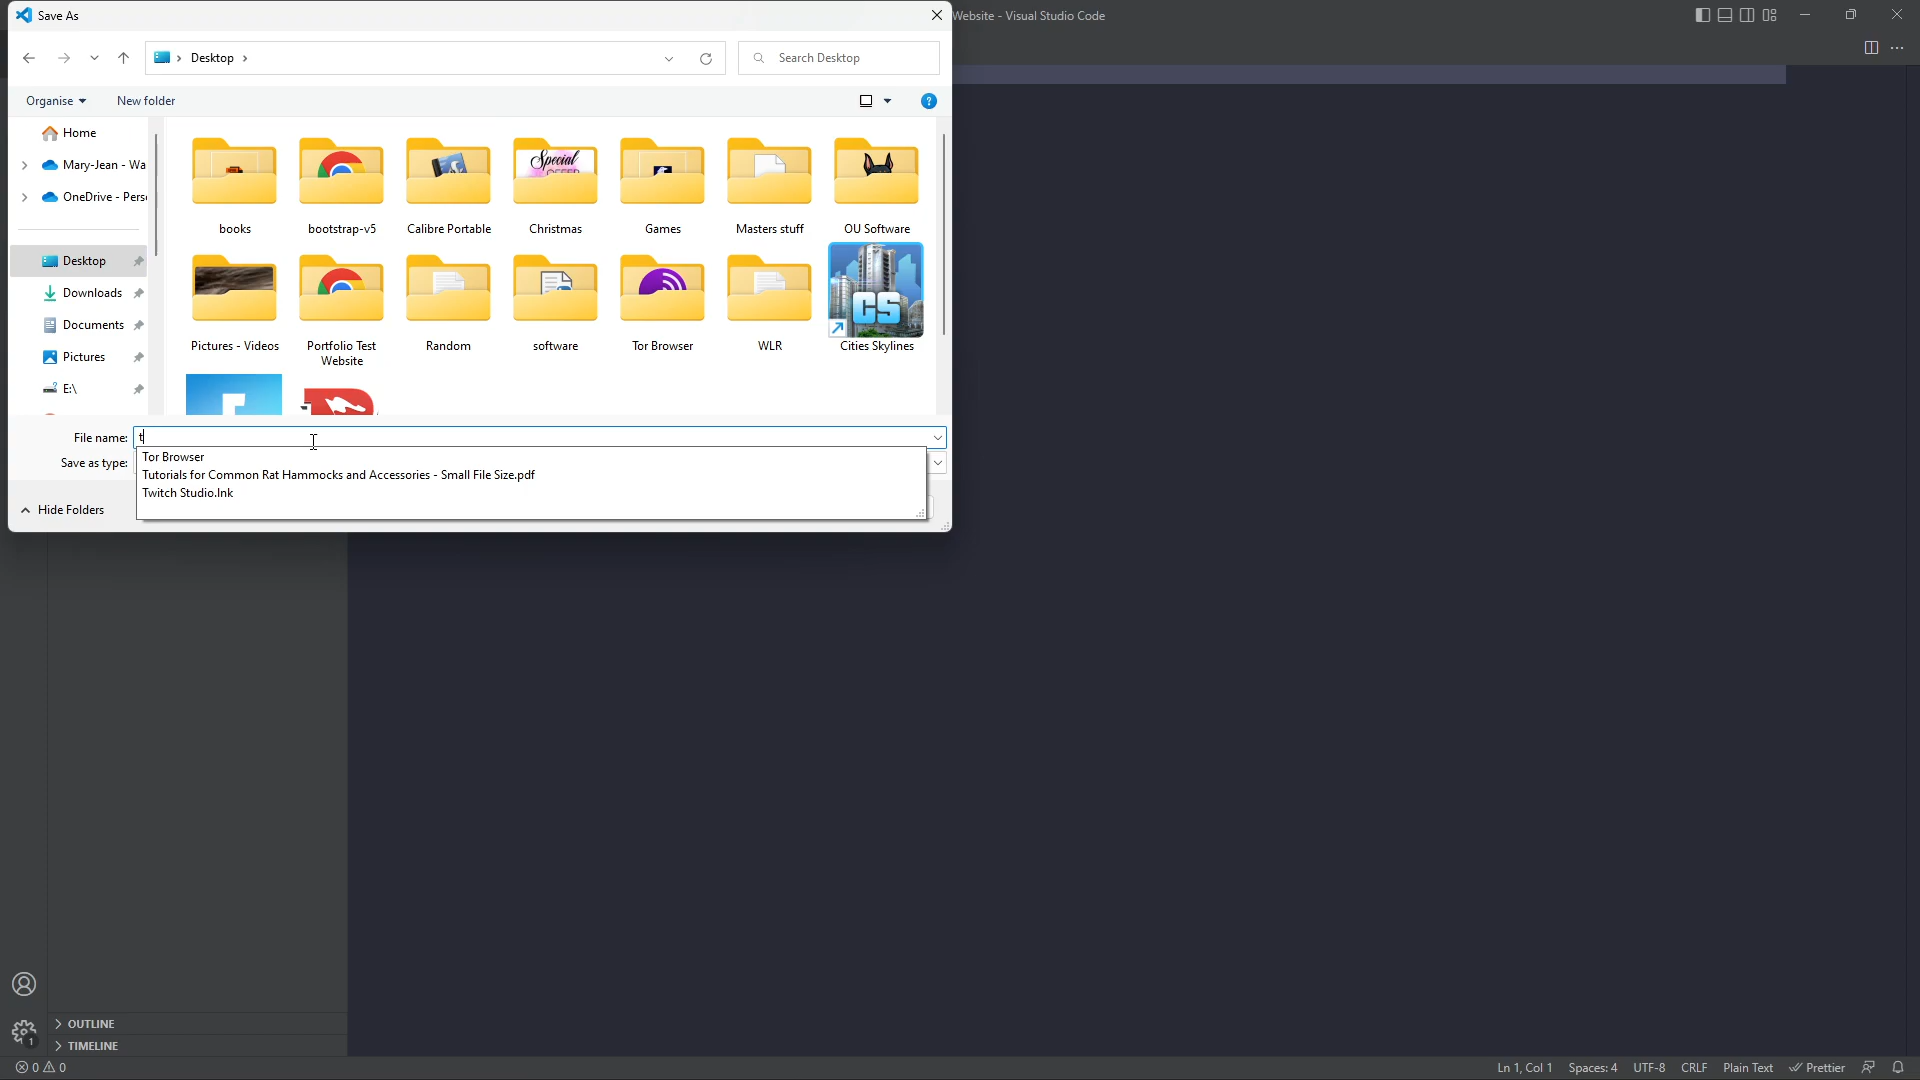 Save As
Website - Visual Studio Code
Desktop
Search Desktop
Organise
New folder
?
Home
Mary-Jean - Wa
OneDrive - Pers
Desktop
Downloads
Documents
Pictures
E:\
Special
books
bootstrap-v5
Calibre Portable
Christmas
Games
Masters stuff
OU Software
CS
Pictures - Videos
Portfolio Test
Website
Random
software
Tor Browser
WLR
Cities Skylines
File name:
t
Save as type:
Tor Browser
Tutorials for Common Rat Hammocks and Accessories - Small File Size.pdf
Twitch Studio.lnk
Hide Folders
OUTLINE
1
TIMELINE
0 0
Ln 1, Col 1
Spaces: 4
UTF-8
CRLF
Plain Text
Prettier